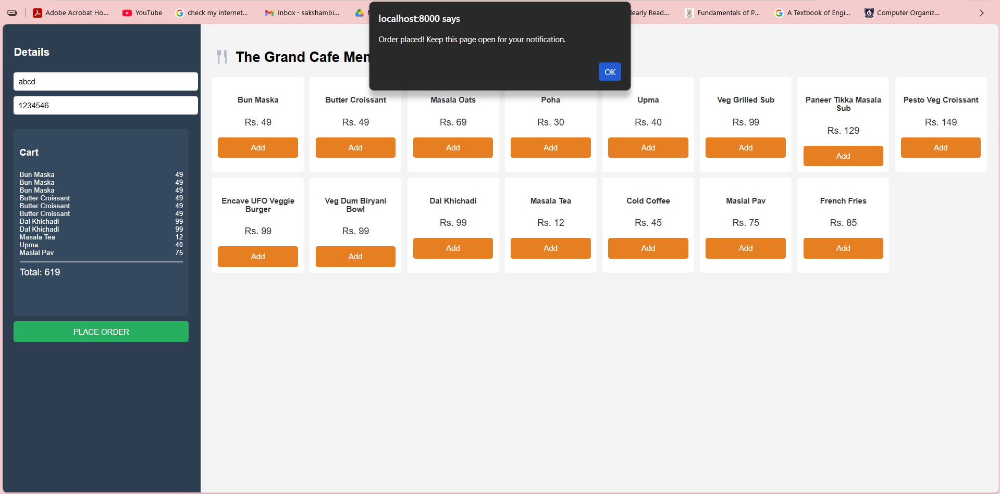 Adobe Acrobat Ho...
YouTube
check my internet...
Inbox - sakshambi...
learly Read...
Fundamentals of P...
A Textbook of Engi...
Computer Organiz...
localhost:8000 says
Order placed! Keep this page open for your notification.
OK
Details
abcd
1234546
Cart
Bun Maska 49
Bun Maska 49
Bun Maska 49
Butter Croissant 49
Butter Croissant 49
Butter Croissant 49
Dal Khichadi 99
Dal Khichadi 99
Masala Tea 12
Upma 40
Maslal Pav 75
Total: 619
PLACE ORDER
The Grand Cafe Men
Bun Maska
Rs. 49
Add
Butter Croissant
Rs. 49
Add
Masala Oats
Rs. 69
Add
Poha
Rs. 30
Add
Upma
Rs. 40
Add
Veg Grilled Sub
Rs. 99
Add
Paneer Tikka Masala
Sub
Rs. 129
Add
Pesto Veg Croissant
Rs. 149
Add
Encave UFO Veggie
Burger
Rs. 99
Add
Veg Dum Biryani
Bowl
Rs. 99
Add
Dal Khichadi
Rs. 99
Add
Masala Tea
Rs. 12
Add
Cold Coffee
Rs. 45
Add
Maslal Pav
Rs. 75
Add
French Fries
Rs. 85
Add